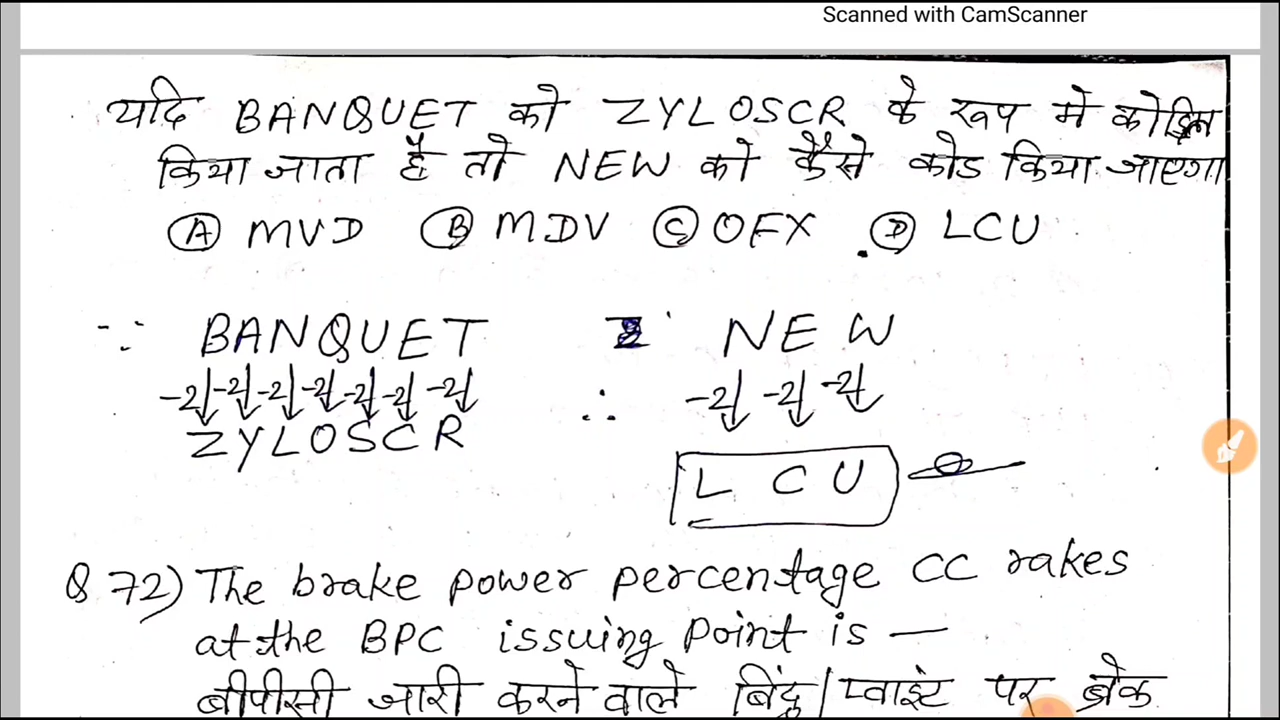 Scanned with CamScanner
यदि BANQUET को ZYLOSCR के रूप मे कोडित
किया जाता है तो NEW को कैसे कोड किया जाएगा
Ⓐ MVD Ⓑ MDV Ⓒ OFX Ⓓ LCU
∵ BANQUET NEW
-2↓ -2↓ -2↓ -2↓ -2↓ -2↓ -2↓ ∴ -2↓ -2↓ -2↓
ZYLOSCR
L C U
Q 72) The brake power percentage CC rakes
at the BPC issuing point is —
बीपीसी जारी करने वाले बिंदु/प्वाइंट पर ब्रेक